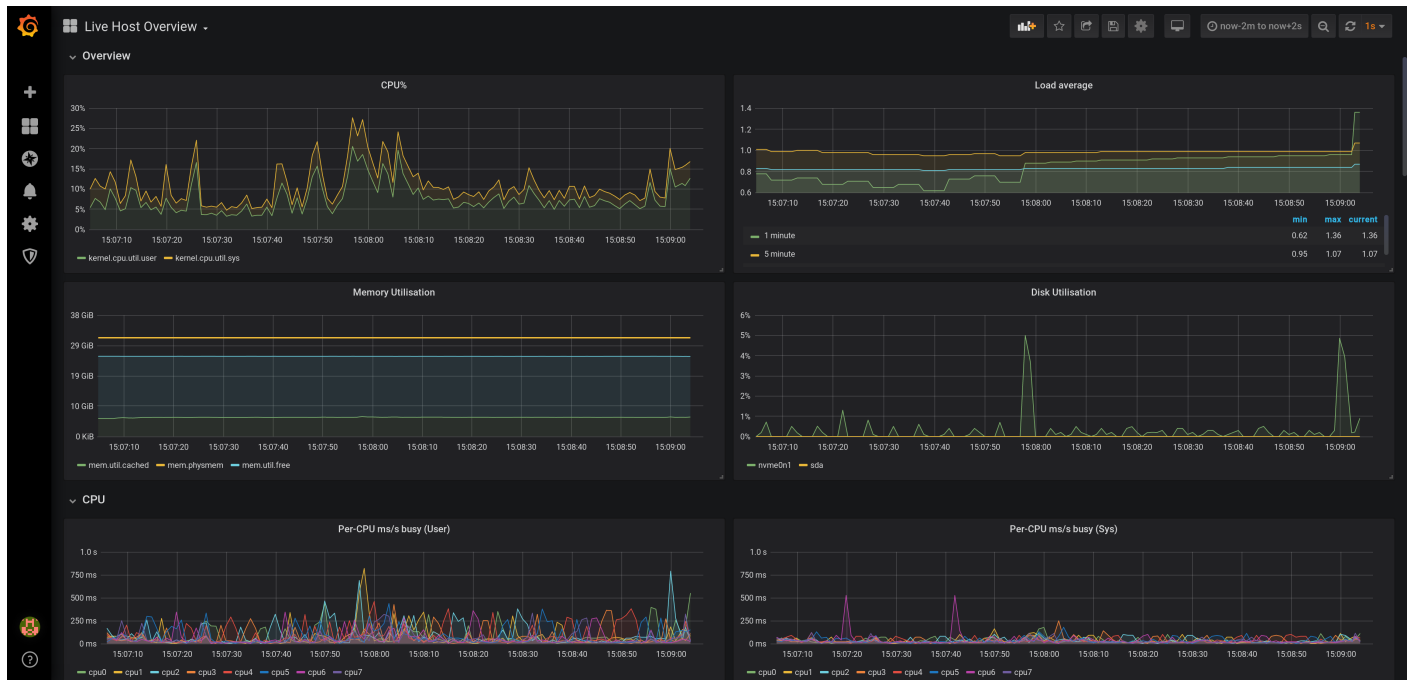 Live Host Overview
now-2m to now+2s
1s
Overview
CPU%
30%
25%
20%
15%
10%
5%
0%
15:07:10 15:07:20 15:07:30 15:07:40 15:07:50 15:08:00 15:08:10 15:08:20 15:08:30 15:08:40 15:08:50 15:09:00
kernel.cpu.util.user kernel.cpu.util.sys
Load average
1.4
1.2
1.0
0.8
0.6
15:07:10 15:07:20 15:07:30 15:07:40 15:07:50 15:08:00 15:08:10 15:08:20 15:08:30 15:08:40 15:08:50 15:09:00
min max current
1 minute 0.62 1.36 1.36
5 minute 0.95 1.07 1.07
Memory Utilisation
38 GiB
29 GiB
19 GiB
10 GiB
0 KiB
15:07:10 15:07:20 15:07:30 15:07:40 15:07:50 15:08:00 15:08:10 15:08:20 15:08:30 15:08:40 15:08:50 15:09:00
mem.util.cached mem.physmem mem.util.free
Disk Utilisation
6%
5%
4%
3%
2%
1%
0%
15:07:10 15:07:20 15:07:30 15:07:40 15:07:50 15:08:00 15:08:10 15:08:20 15:08:30 15:08:40 15:08:50 15:09:00
nvme0n1 sda
CPU
Per-CPU ms/s busy (User)
1.0 s
750 ms
500 ms
250 ms
0 ms
15:07:10 15:07:20 15:07:30 15:07:40 15:07:50 15:08:00 15:08:10 15:08:20 15:08:30 15:08:40 15:08:50 15:09:00
cpu0 cpu1 cpu2 cpu3 cpu4 cpu5 cpu6 cpu7
Per-CPU ms/s busy (Sys)
1.0 s
750 ms
500 ms
250 ms
0 ms
15:07:10 15:07:20 15:07:30 15:07:40 15:07:50 15:08:00 15:08:10 15:08:20 15:08:30 15:08:40 15:08:50 15:09:00
cpu0 cpu1 cpu2 cpu3 cpu4 cpu5 cpu6 cpu7